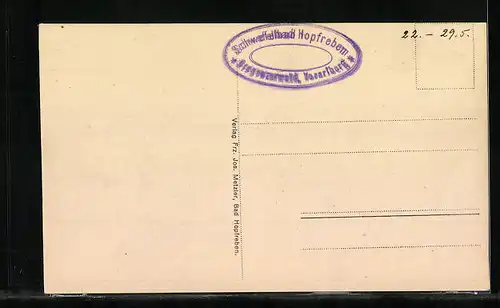 Schwefelbad Hopfreben
* Bregenzerwald, Vorarlberg *
22. - 29.5.
Verlag Frz. Jos. Metzler, Bad Hopfreben.